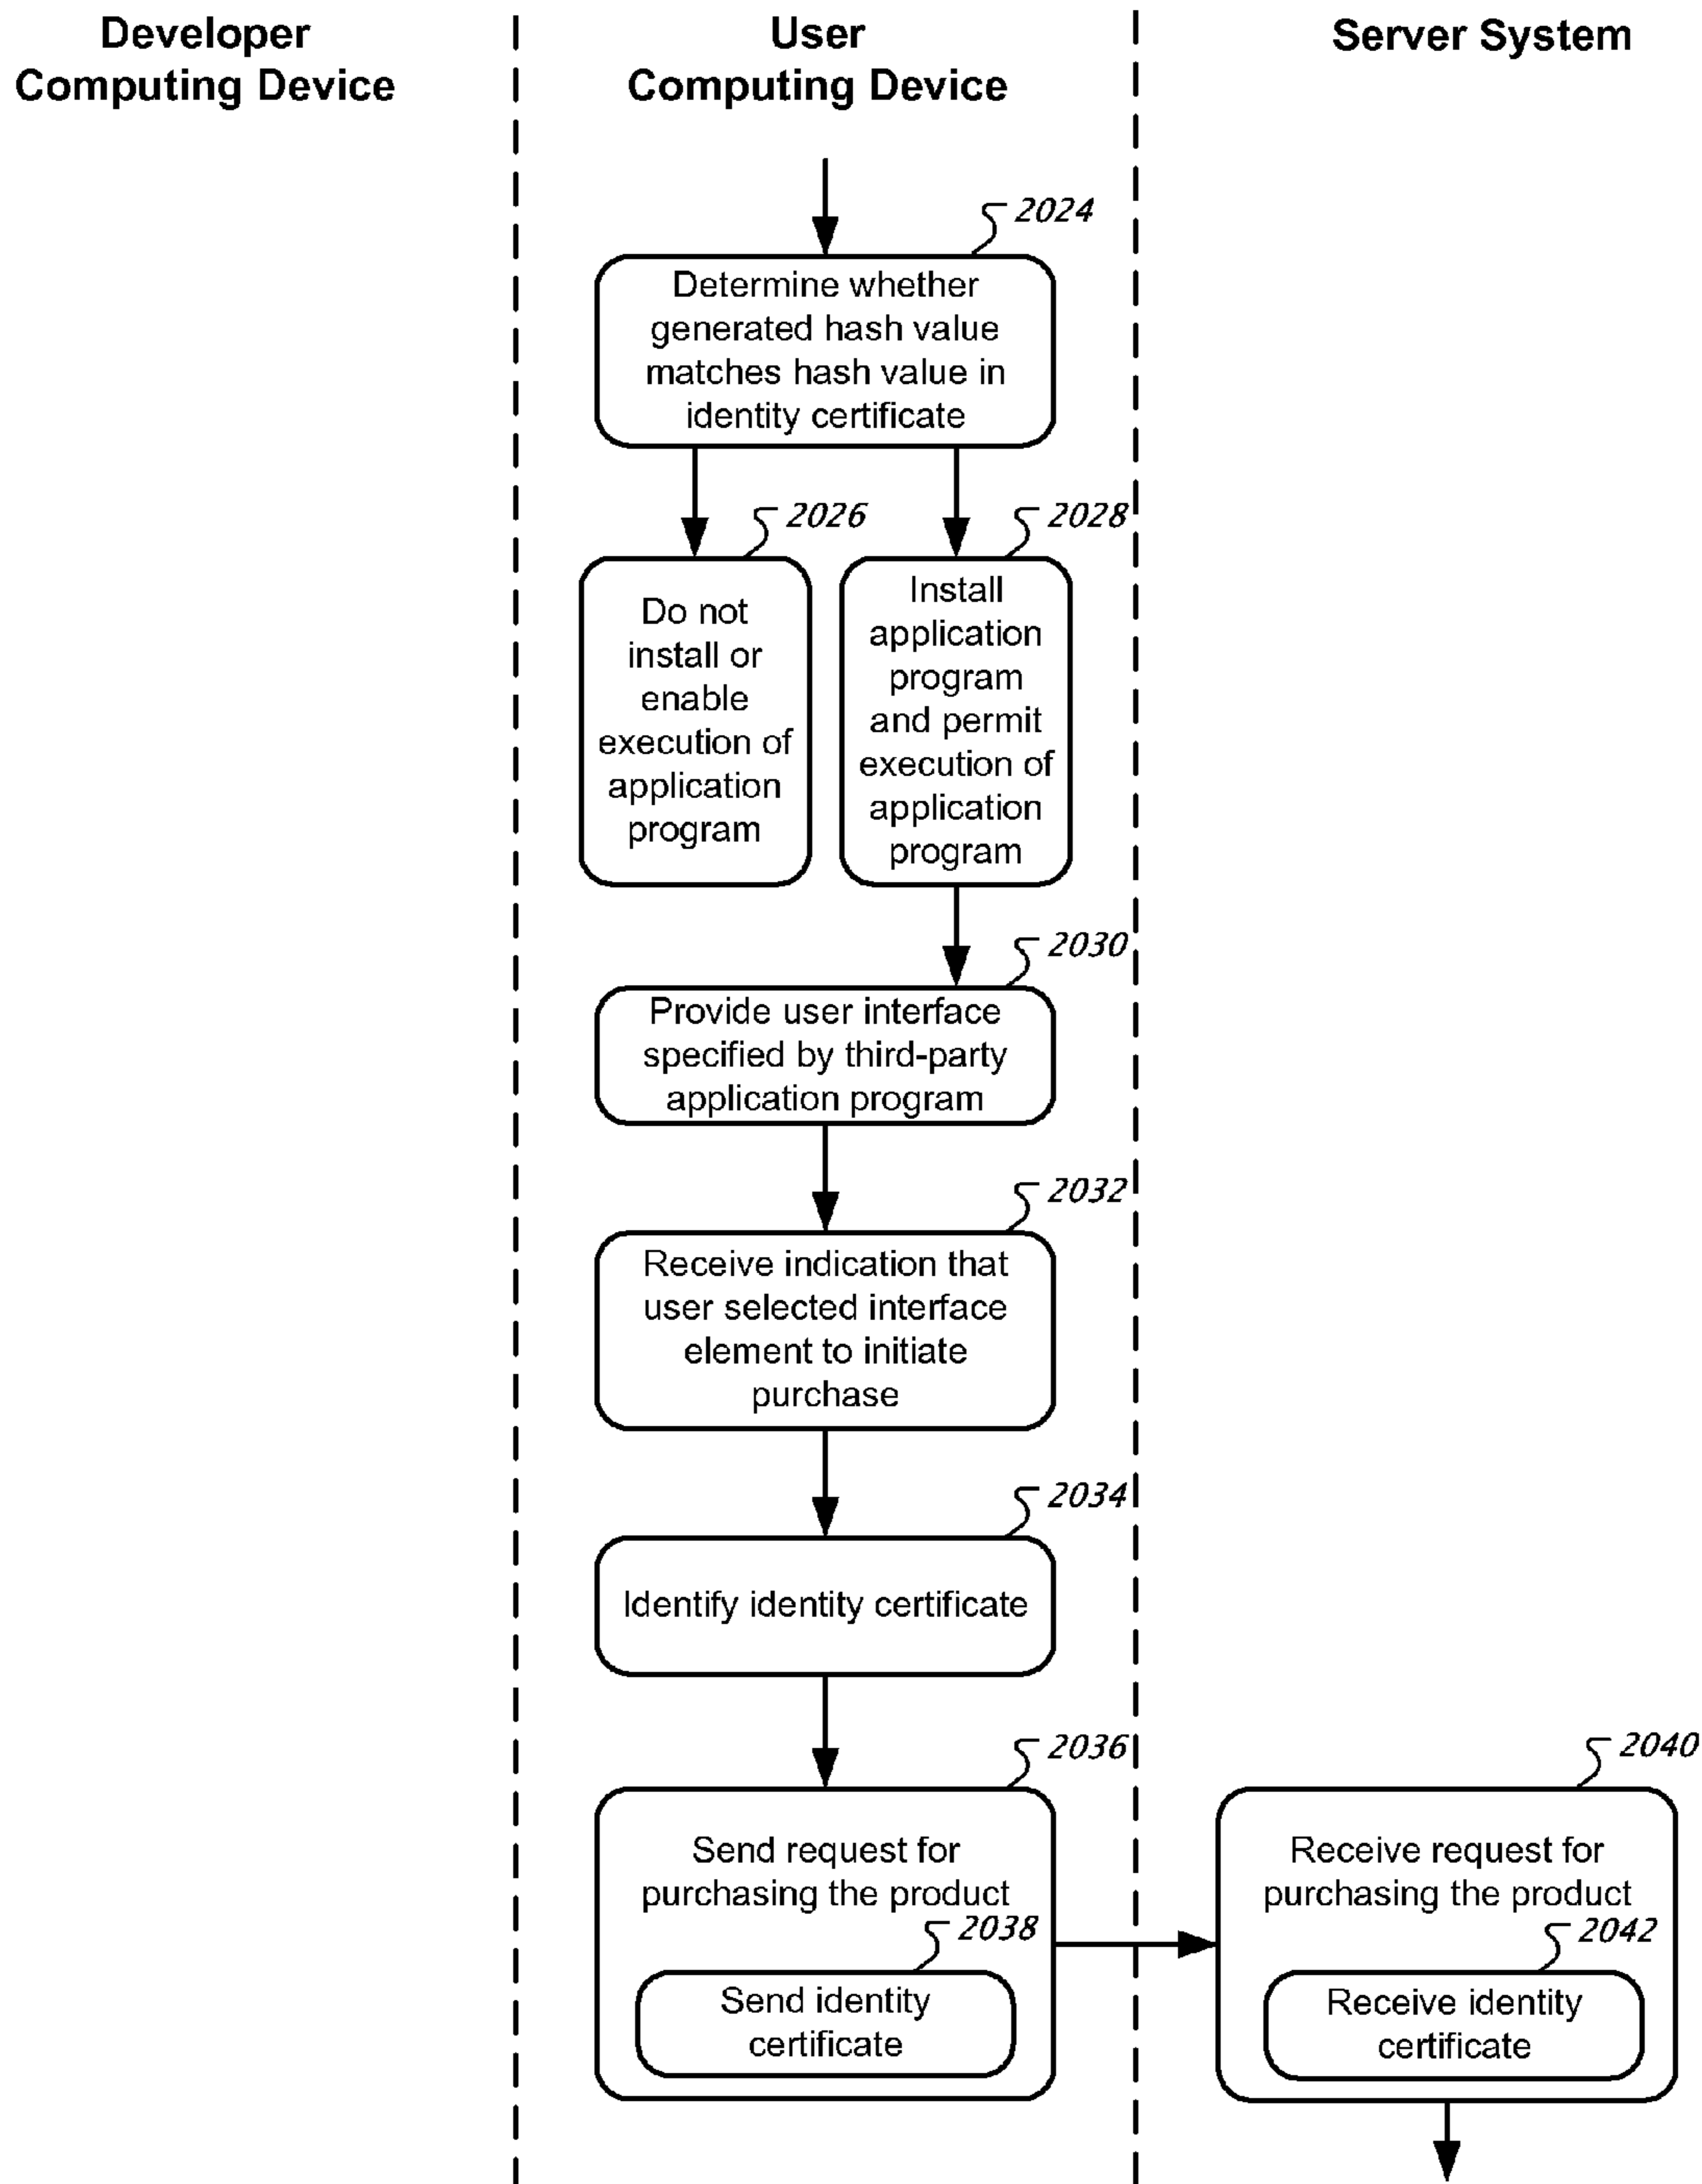 Developer
Computing Device
User
Computing Device
Server System
2024
Determine whether
generated hash value
matches hash value in
identity certificate
2026
Do not
install or
enable
execution of
application
program
2028
Install
application
program
and permit
execution of
application
program
2030
Provide user interface
specified by third-party
application program
2032
Receive indication that
user selected interface
element to initiate
purchase
2034
Identify identity certificate
2036
Send request for
purchasing the product
2038
Send identity
certificate
2040
Receive request for
purchasing the product
2042
Receive identity
certificate